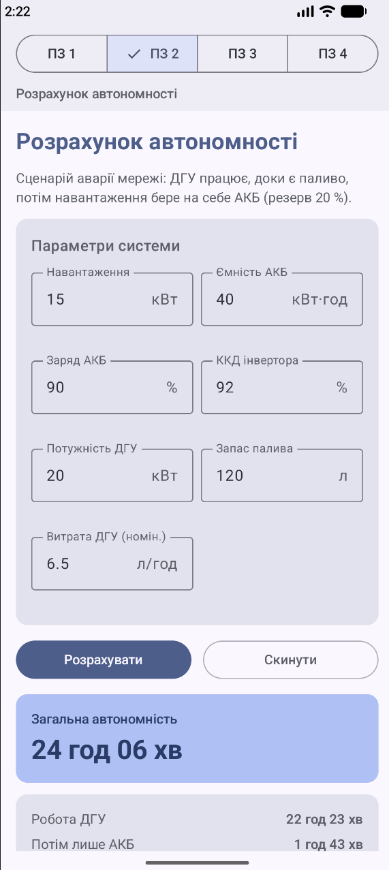 2:22
ПЗ 1
ПЗ 2
ПЗ 3
ПЗ 4
Розрахунок автономності
Розрахунок автономності
Сценарій аварії мережі: ДГУ працює, доки є паливо,
потім навантаження бере на себе АКБ (резерв 20 %).
Параметри системи
Навантаження
15 кВт
Ємність АКБ
40 кВт·год
Заряд АКБ
90 %
ККД інвертора
92 %
Потужність ДГУ
20 кВт
Запас палива
120 л
Витрата ДГУ (номін.)
6.5 л/год
Розрахувати
Скинути
Загальна автономність
24 год 06 хв
Робота ДГУ 22 год 23 хв
Потім лише АКБ 1 год 43 хв